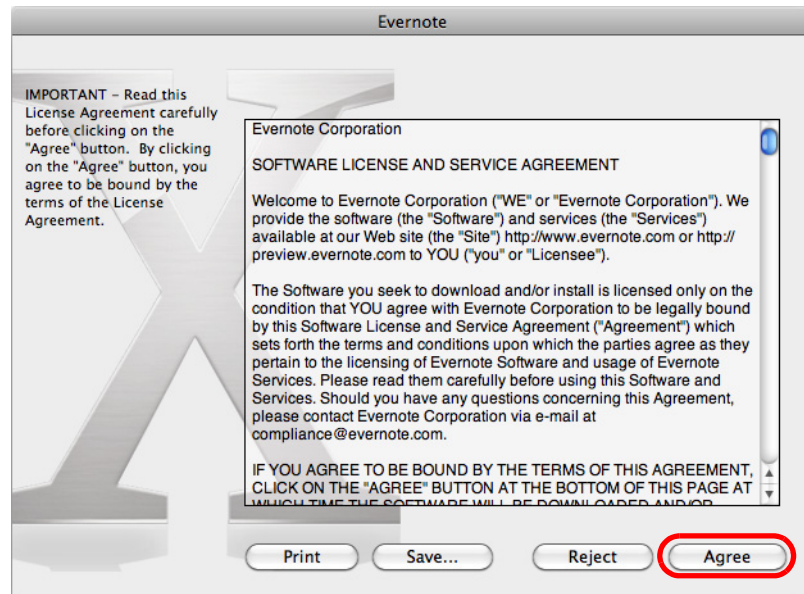 Evernote
IMPORTANT – Read this
License Agreement carefully
before clicking on the
"Agree" button.  By clicking
on the "Agree" button, you
agree to be bound by the
terms of the License
Agreement.
Evernote Corporation
SOFTWARE LICENSE AND SERVICE AGREEMENT
Welcome to Evernote Corporation ("WE" or "Evernote Corporation"). We
provide the software (the "Software") and services (the "Services")
available at our Web site (the "Site") http://www.evernote.com or http://
preview.evernote.com to YOU ("you" or "Licensee").
The Software you seek to download and/or install is licensed only on the
condition that YOU agree with Evernote Corporation to be legally bound
by this Software License and Service Agreement ("Agreement") which
sets forth the terms and conditions upon which the parties agree as they
pertain to the licensing of Evernote Software and usage of Evernote
Services. Please read them carefully before using this Software and
Services. Should you have any questions concerning this Agreement,
please contact Evernote Corporation via e-mail at
compliance@evernote.com.
IF YOU AGREE TO BE BOUND BY THE TERMS OF THIS AGREEMENT,
CLICK ON THE "AGREE" BUTTON AT THE BOTTOM OF THIS PAGE AT
WHICH TIME THE SOFTWARE WILL BE DOWNLOADED AND/OR
Print
Save...
Reject
Agree